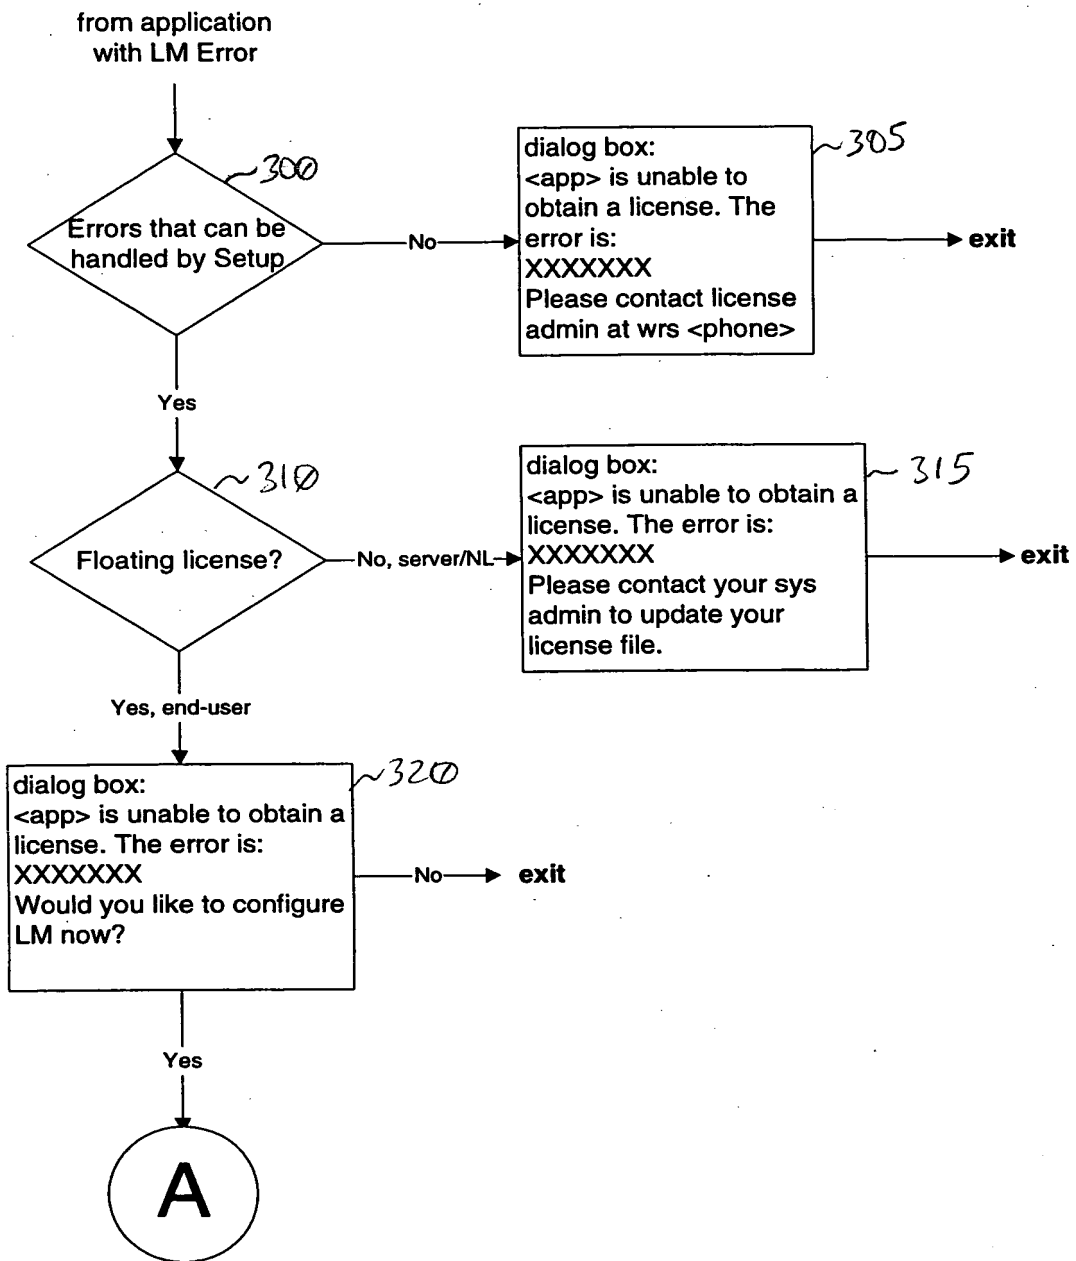 from application
with LM Error
300
Errors that can be
handled by Setup
No
dialog box:
<app> is unable to
obtain a license. The
error is:
XXXXXXX
Please contact license
admin at wrs <phone>
305
exit
Yes
310
Floating license?
No, server/NL
dialog box:
<app> is unable to obtain a
license. The error is:
XXXXXXX
Please contact your sys
admin to update your
license file.
315
exit
Yes, end-user
dialog box:
<app> is unable to obtain a
license. The error is:
XXXXXXX
Would you like to configure
LM now?
320
No
exit
Yes
A